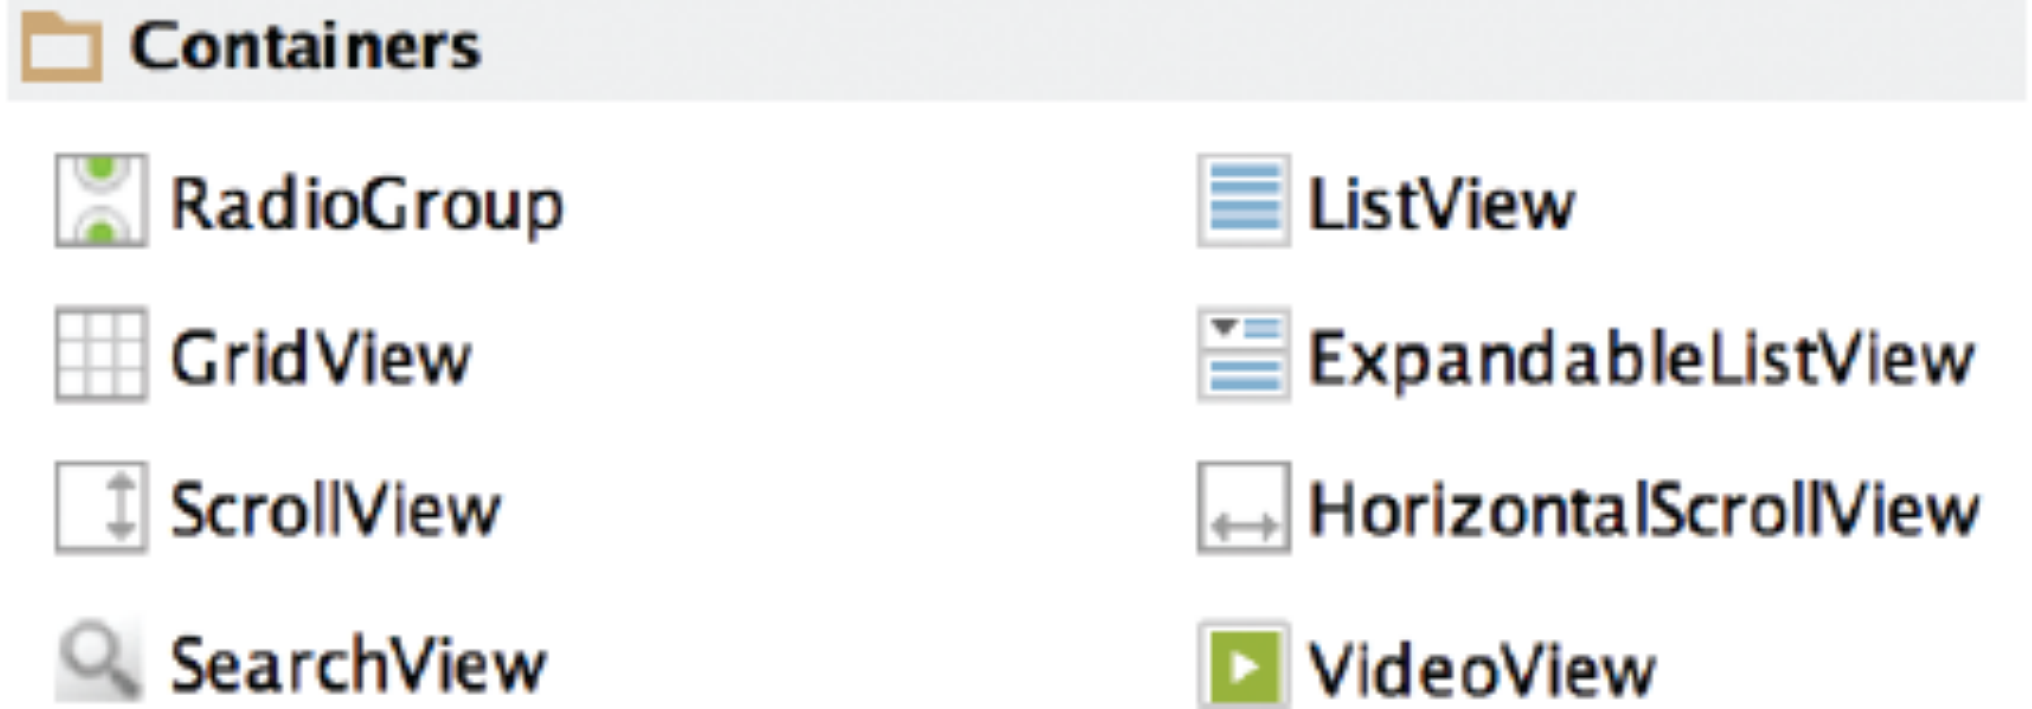 Containers
RadioGroup ListView
GridView ExpandableListView
ScrollView HorizontalScrollView
SearchView VideoView